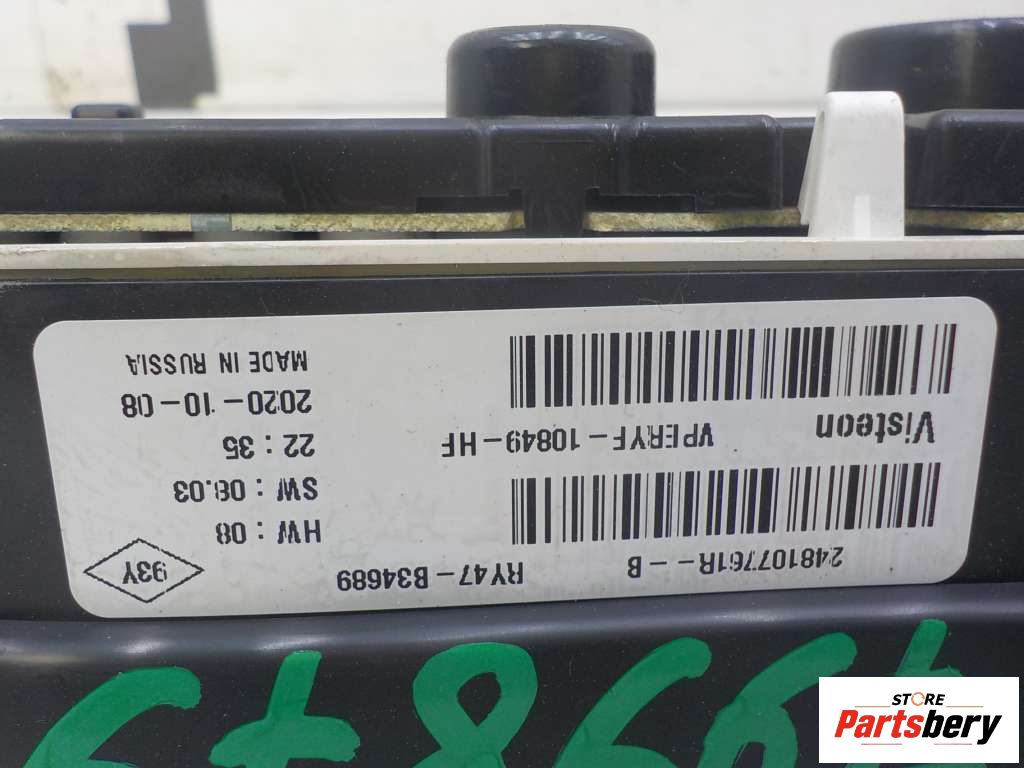 248107761R--B RY47-B34689 93Y
HW : 08
SW : 08.03
Visteon VPERYF-10849-HF 22 : 35
2020-10-08
MADE IN RUSSIA
STORE
Partsbery